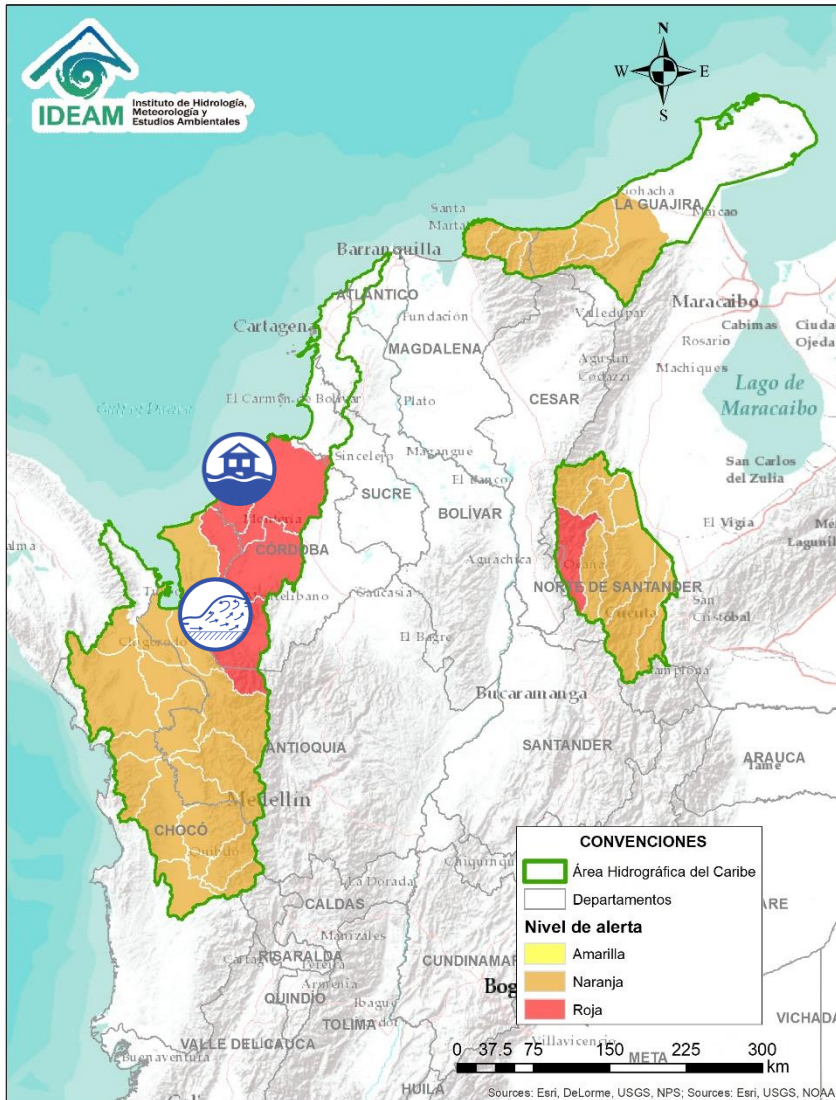 IDEAM
Instituto de Hidrología,
Meteorología y
Estudios Ambientales
N
W
E
S
Riohacha
LA GUAJIRA
Maicao
Santa
Marta
Barranquilla
ATLÁNTICO
Maracaibo
Cartagena
Fundación
Valledupar
Cabimas
Ciudad
Rosario
Ojeda
MAGDALENA
Agustín
Codazzi
Machiques
Lago de
Maracaibo
CESAR
El Carmen de Bolívar
Plato
Sincelejo
Magangué
San Carlos
del Zulia
El Banco
SUCRE
BOLÍVAR
El Vigía
Montería
CÓRDOBA
Aguachica
Ocaña
NORTE DE SANTANDER
Caucasia
San
Cristóbal
Cúcuta
El Bagre
Pamplona
Bucaramanga
ANTIOQUIA
SANTANDER
ARAUCA
Tame
Medellín
CHOCÓ
Quibdó
La Dorada
CALDAS
Manizales
RISARALDA
Pereira
Armenia
QUINDÍO
Ibagué
TOLIMA
VALLE DEL CAUCA
Buenaventura
HUILA
Villavicencio
META
VICHADA
CONVENCIONES
Área Hidrográfica del Caribe
Departamentos
Nivel de alerta
Amarilla
Naranja
Roja
0 37.5 75 150 225 300
km
Sources: Esri, DeLorme, USGS, NPS; Sources: Esri, USGS, NOAA